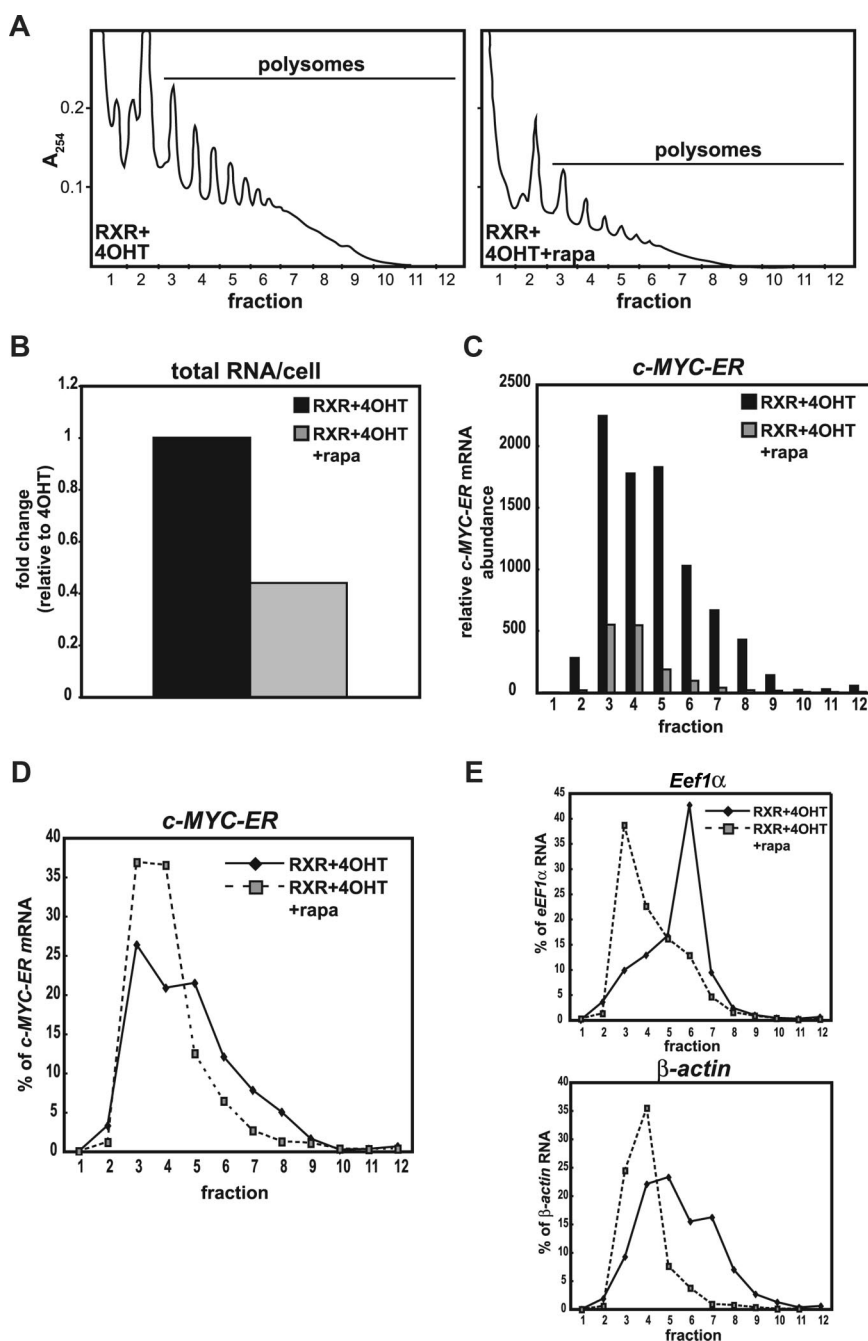 A
polysomes
0.2
0.1
A254
RXR+
4OHT
1 2 3 4 5 6 7 8 9 10 11 12
fraction
polysomes
RXR+
4OHT+rapa
1 2 3 4 5 6 7 8 9 10 11 12
fraction
B
total RNA/cell
1.2
1
0.8
0.6
0.4
0.2
0
fold change
(relative to 4OHT)
RXR+4OHT
RXR+4OHT
+rapa
C
c-MYC-ER
2500
2000
1500
1000
500
0
relative c-MYC-ER mRNA
abundance
RXR+4OHT
RXR+4OHT
+rapa
1 2 3 4 5 6 7 8 9 10 11 12
fraction
D
c-MYC-ER
40
35
30
25
20
15
10
5
0
% of c-MYC-ER mRNA
RXR+4OHT
RXR+4OHT
+rapa
1 2 3 4 5 6 7 8 9 10 11 12
fraction
E
Eef1α
45
40
35
30
25
20
15
10
5
0
% of eEF1α RNA
RXR+4OHT
RXR+4OHT
+rapa
1 2 3 4 5 6 7 8 9 10 11 12
fraction
β-actin
40
35
30
25
20
15
10
5
0
% of β-actin RNA
1 2 3 4 5 6 7 8 9 10 11 12
fraction